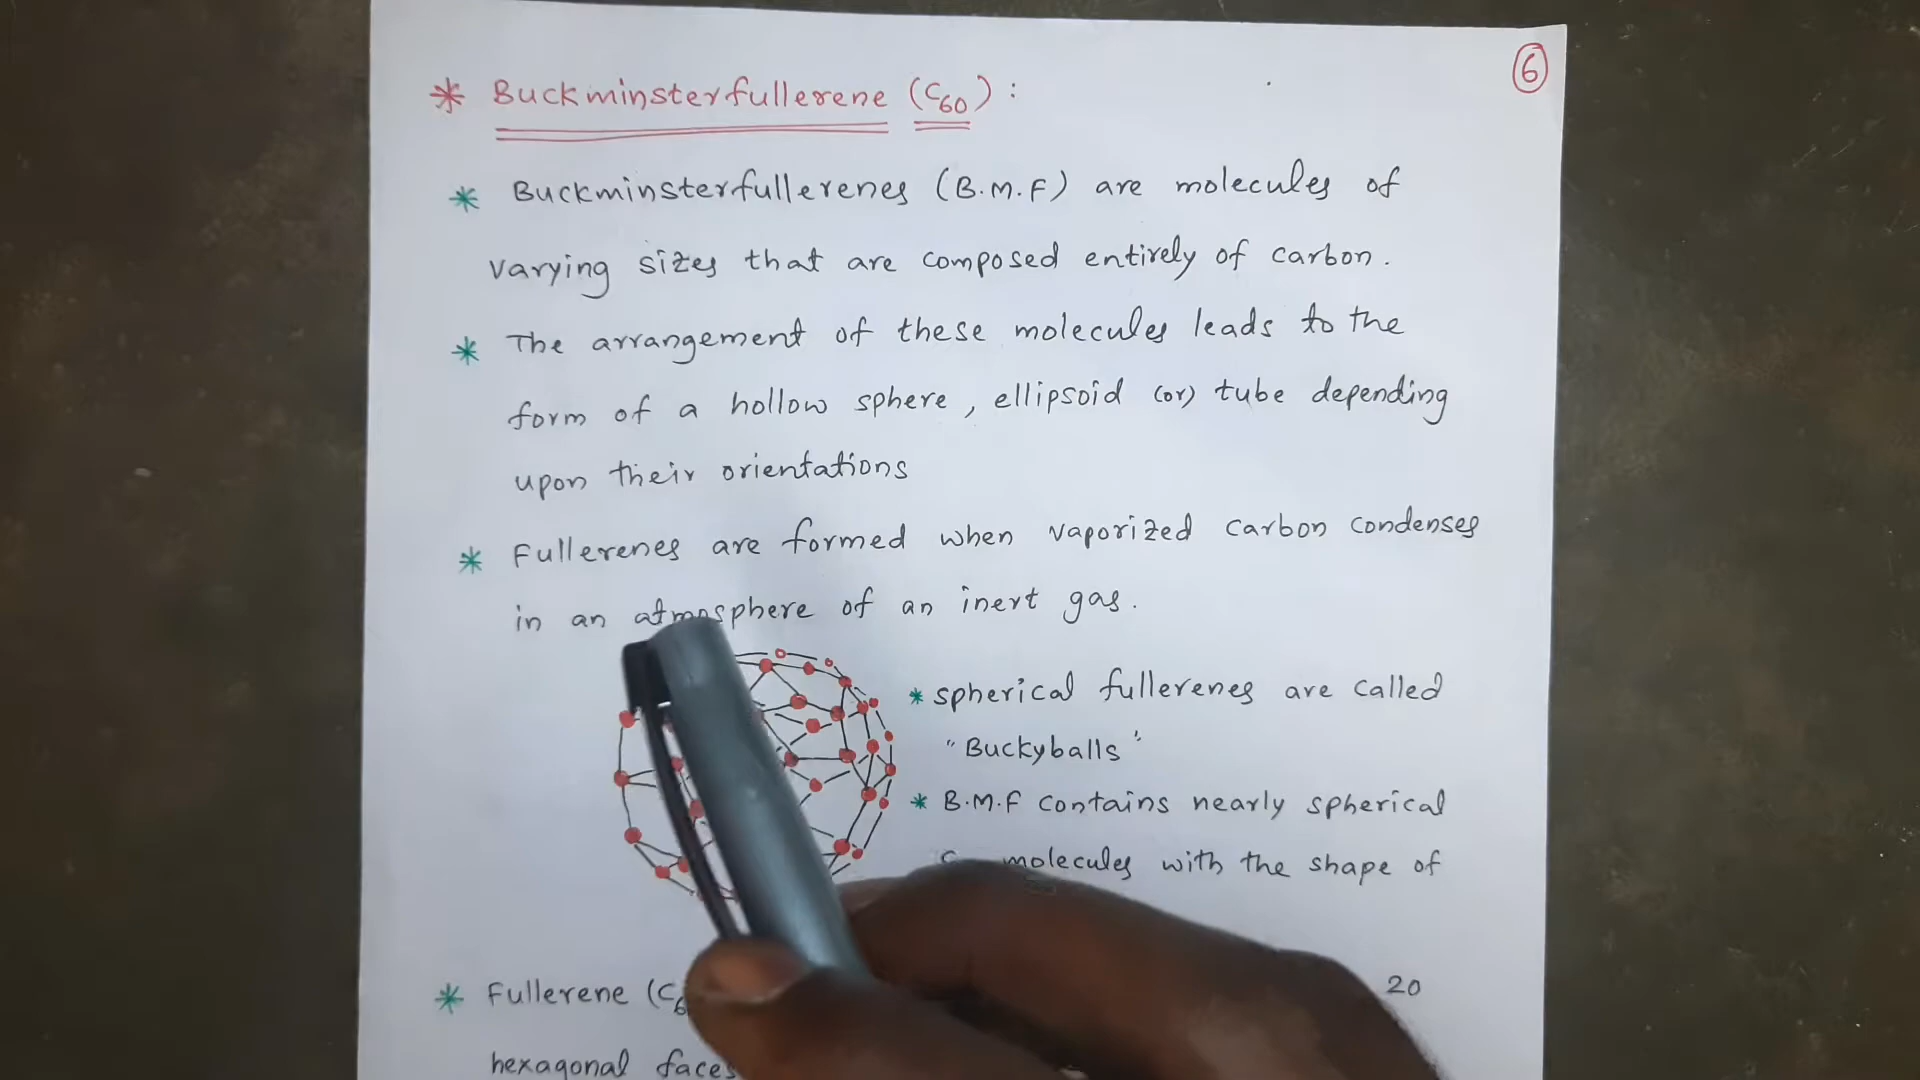 6
* Buckminsterfullerene (C60) :
* Buckminsterfullerenes (B.M.F) are molecules of
varying sizes that are composed entirely of carbon.
* The arrangement of these molecules leads to the
form of a hollow sphere, ellipsoid (or) tube depending
upon their orientations
* Fullerenes are formed when vaporized carbon condenses
in an atmosphere of an inert gas.
* spherical fullerenes are called
"Buckyballs"
* B.M.F contains nearly spherical
molecules with the shape of
* Fullerene (C6
20
hexagonal faces